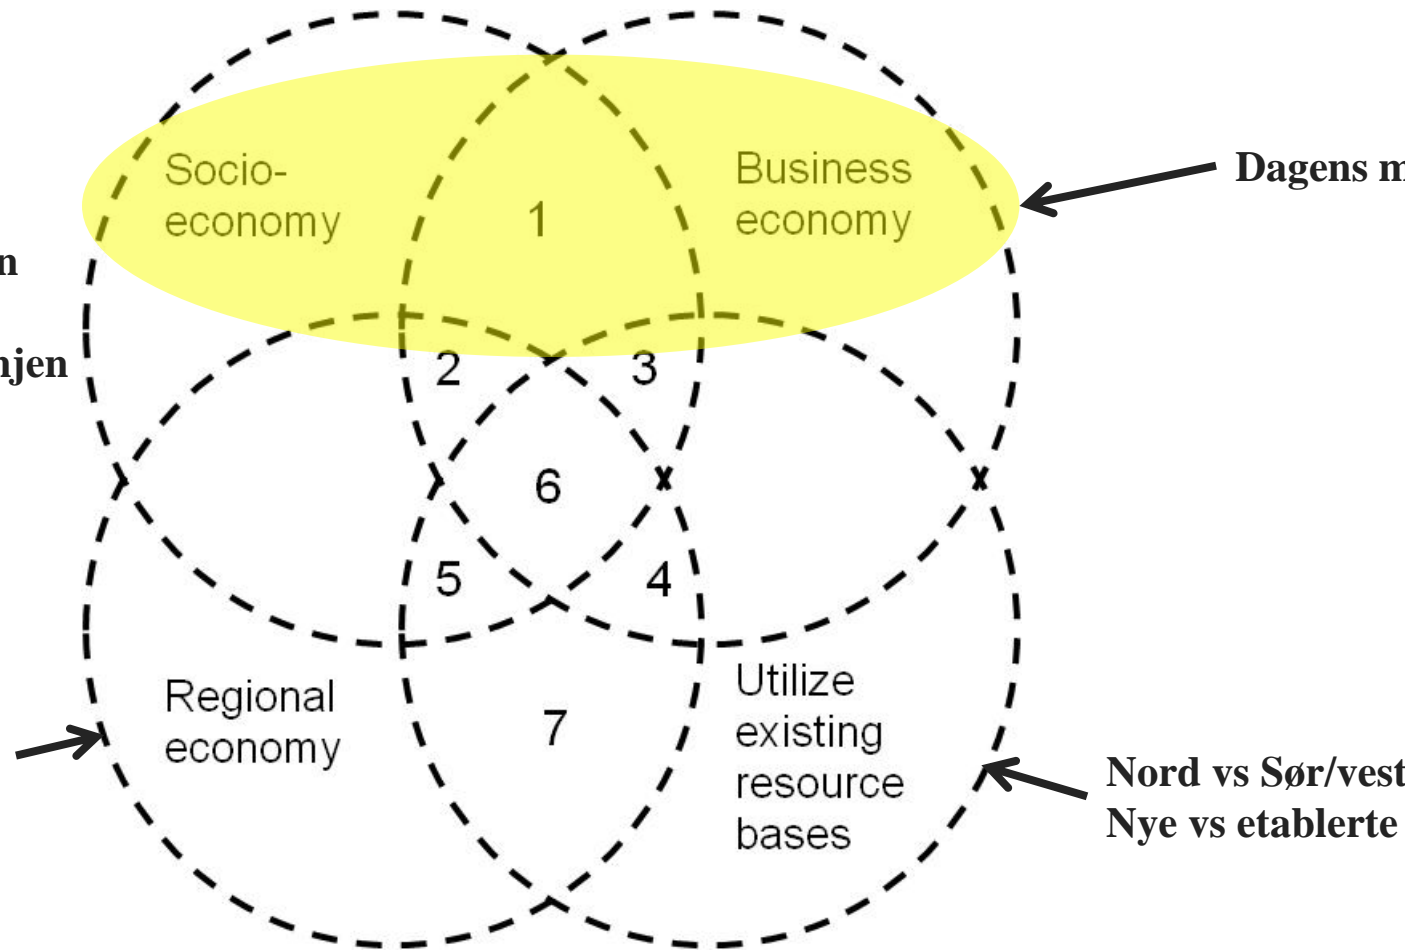 Socio-
economy
1
Business
economy
Dagens m
n
njen
2
3
6
5
4
Regional
economy
7
Utilize
existing
resource
bases
Nord vs Sør/vest
Nye vs etablerte